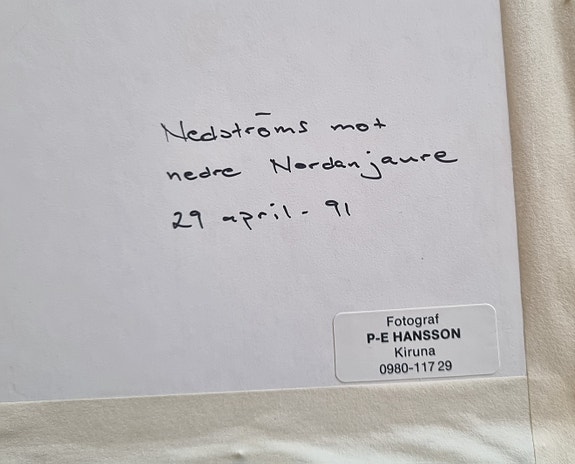 Nedströms mot
nedre Nordanjaure
29 april - 91
Fotograf
P-E HANSSON
Kiruna
0980-117 29